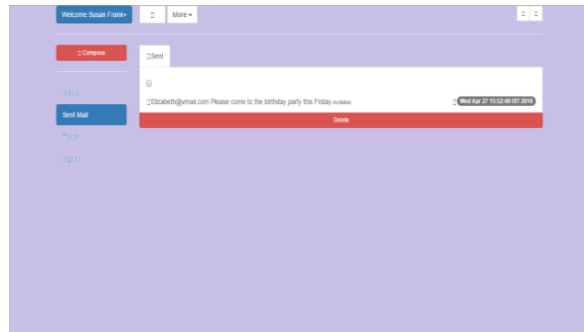 Welcome Susan Frank
More
Compose
Sent
Elizabeth@vmail.com Please come to the birthday party this Friday invitation
Wed Apr 27 15:52:40 IST 2016
Sent Mail
Delete